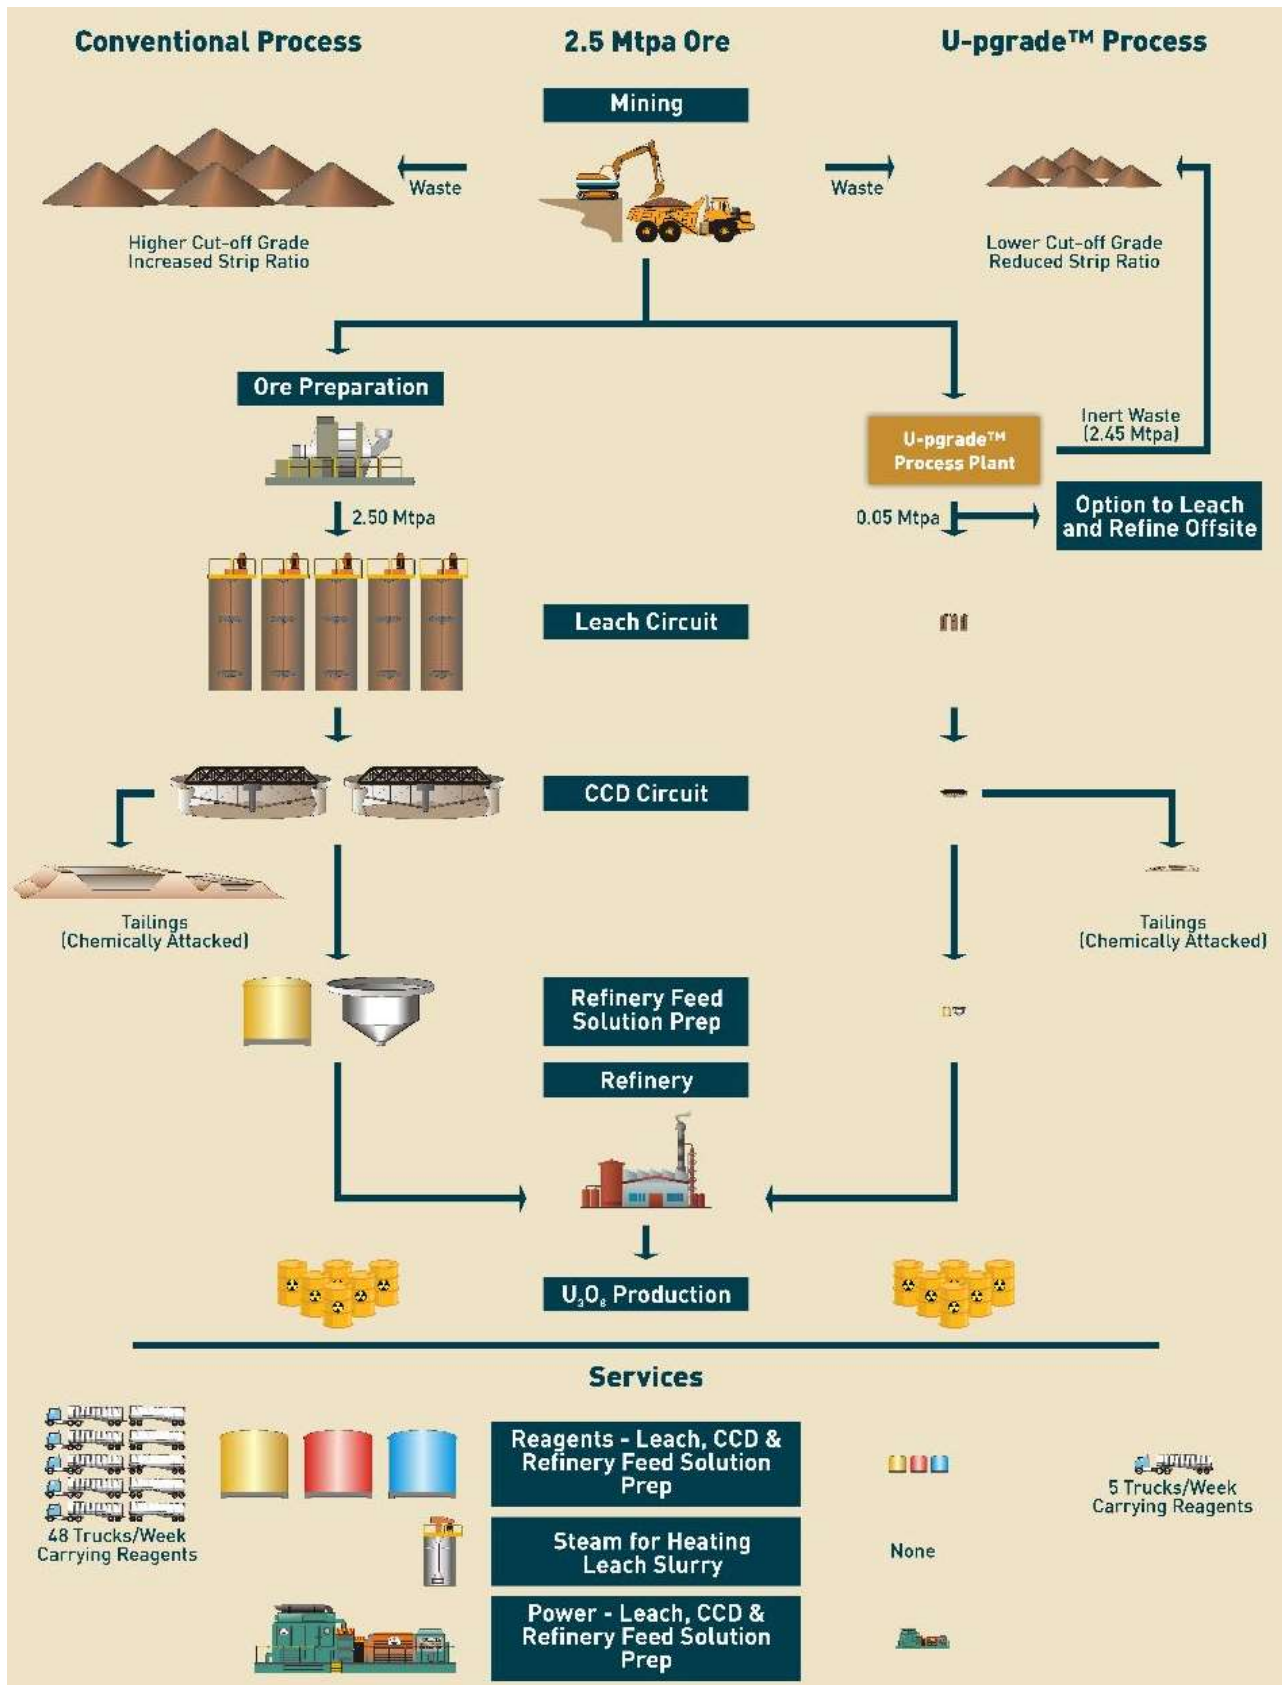 Conventional Process
2.5 Mtpa Ore
U-pgrade™ Process
Mining
Waste
Waste
Higher Cut-off Grade
Increased Strip Ratio
Lower Cut-off Grade
Reduced Strip Ratio
Ore Preparation
Inert Waste
(2.45 Mtpa)
U-pgrade™
Process Plant
2.50 Mtpa
0.05 Mtpa
Option to Leach
and Refine Offsite
Leach Circuit
CCD Circuit
Tailings
(Chemically Attacked)
Tailings
(Chemically Attacked)
Refinery Feed
Solution Prep
Refinery
U₃O₈ Production
Services
Reagents - Leach, CCD &
Refinery Feed Solution
Prep
48 Trucks/Week
Carrying Reagents
5 Trucks/Week
Carrying Reagents
Steam for Heating
Leach Slurry
None
Power - Leach, CCD &
Refinery Feed Solution
Prep